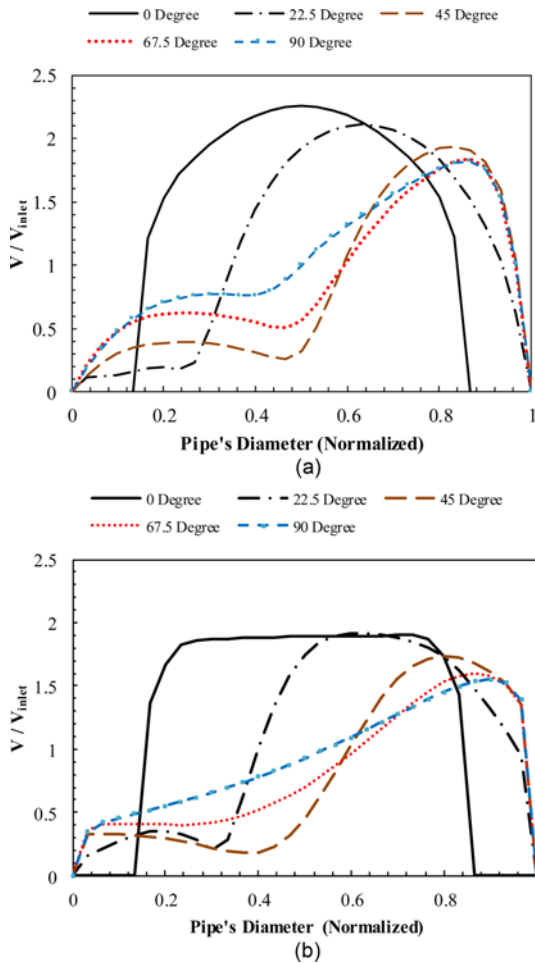 0 Degree 22.5 Degree 45 Degree
67.5 Degree 90 Degree
2.5
2
1.5
1
0.5
0
V / Vinlet
0 0.2 0.4 0.6 0.8 1
Pipe's Diameter (Normalized)
(a)
0 Degree 22.5 Degree 45 Degree
67.5 Degree 90 Degree
2.5
2
1.5
1
0.5
0
V / Vinlet
0 0.2 0.4 0.6 0.8
Pipe's Diameter (Normalized)
(b)